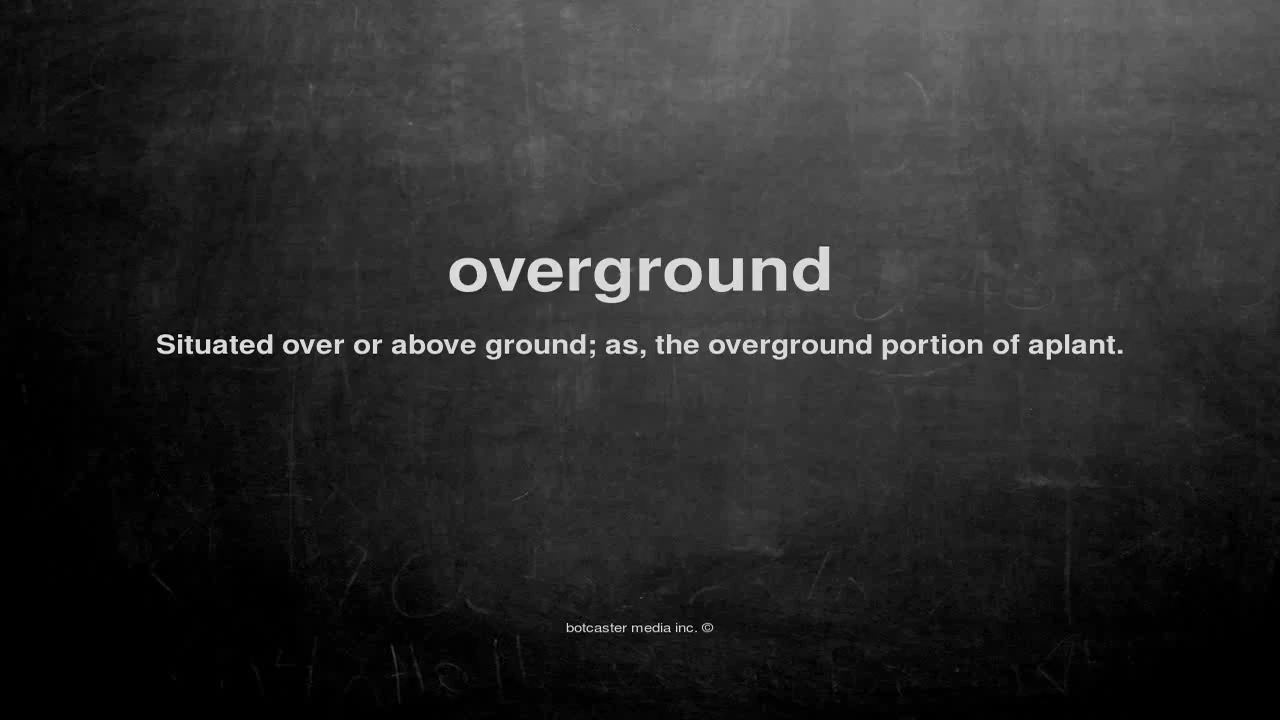 overground
Situated over or above ground; as, the overground portion of aplant.
botcaster media inc. ©